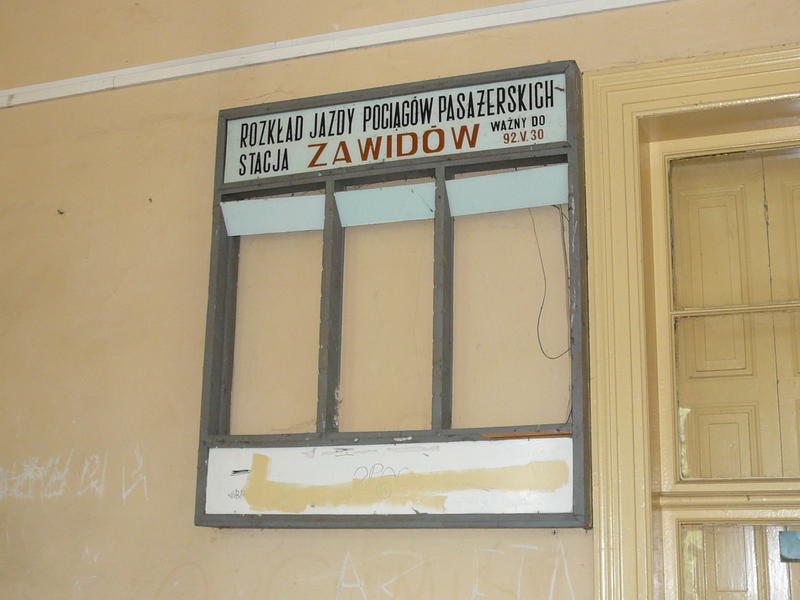 ROZKŁAD JAZDY POCIĄGÓW PASAŻERSKICH
STACJA ZAWIDÓW WAŻNY DO
92.V.30